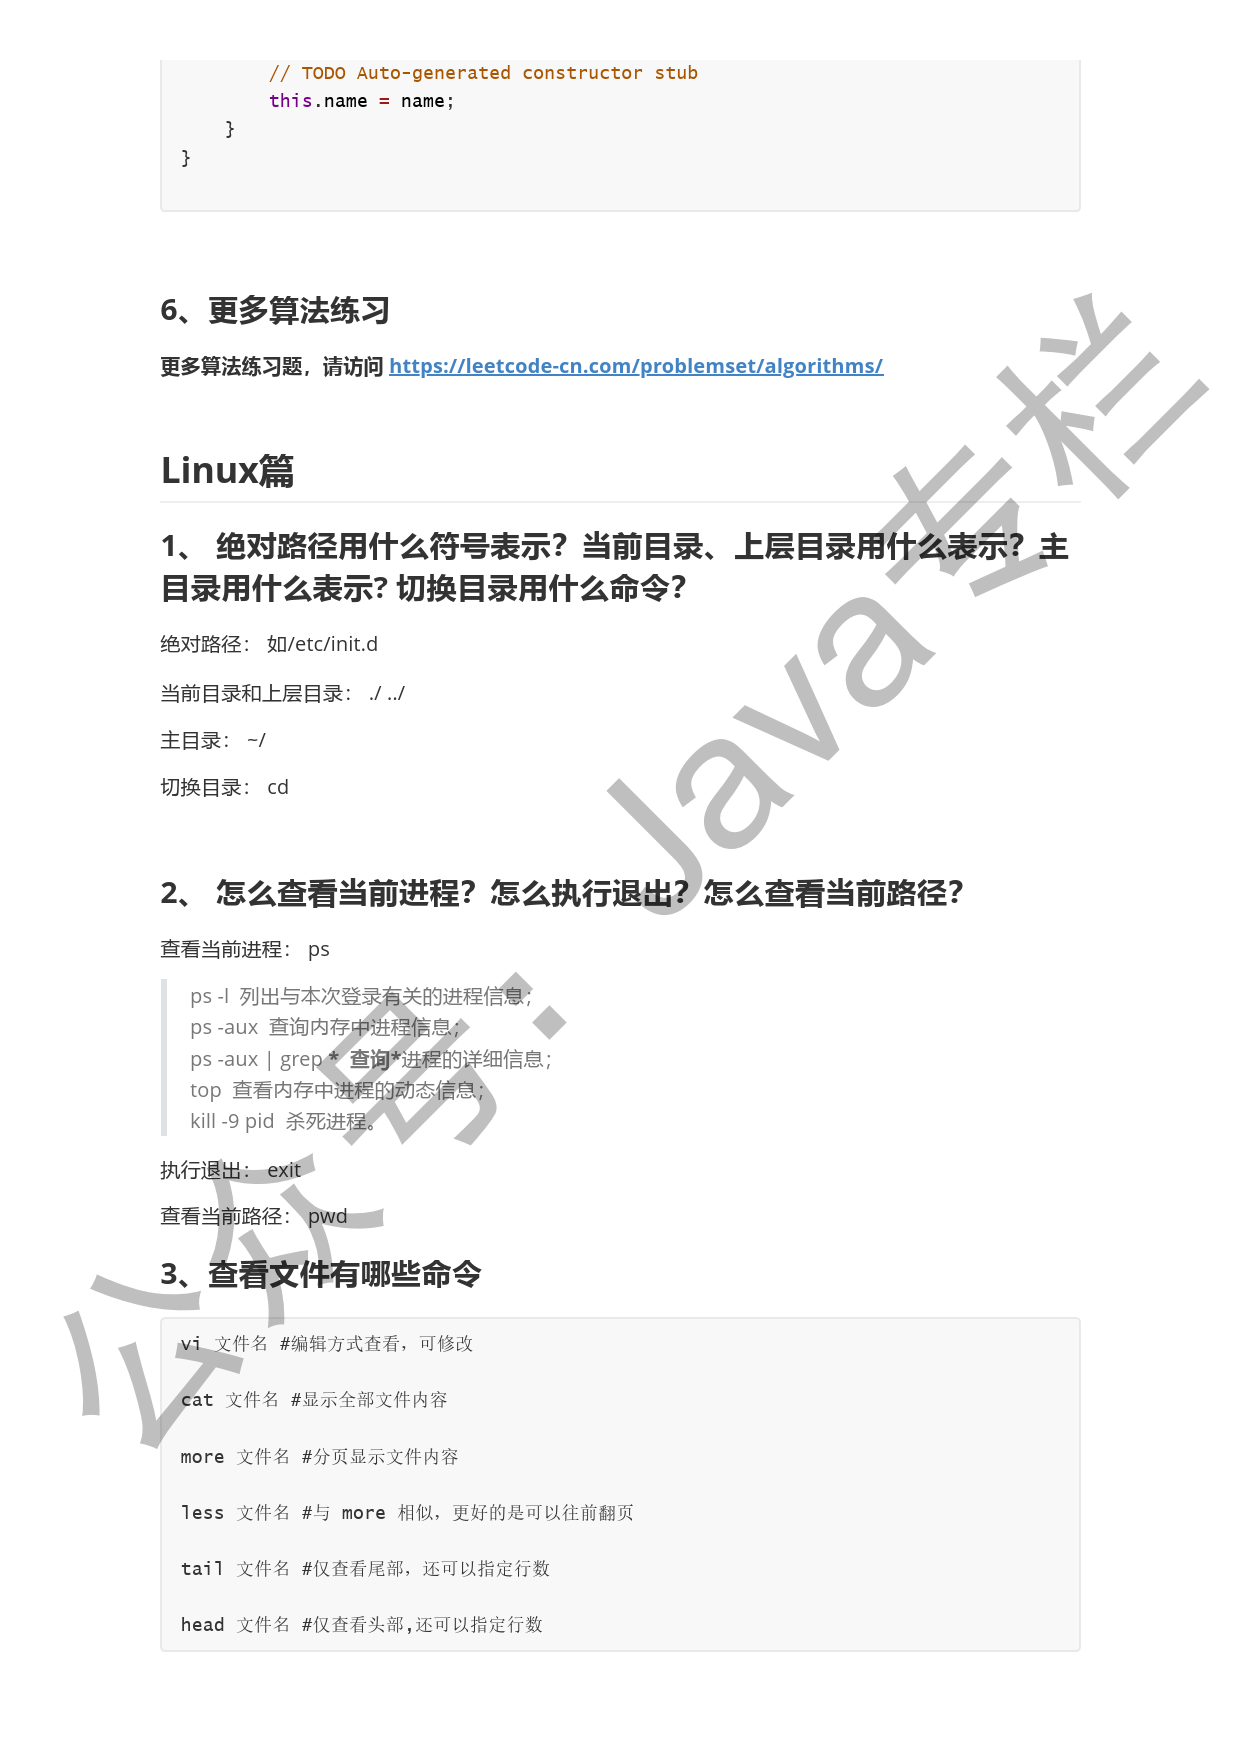 // TODO Auto-generated constructor stub
this.name = name;
}
}
6、更多算法练习
更多算法练习题，请访问 https://leetcode-cn.com/problemset/algorithms/
Linux篇
1、 绝对路径用什么符号表示？当前目录、上层目录用什么表示？主
目录用什么表示? 切换目录用什么命令？
绝对路径： 如/etc/init.d
当前目录和上层目录： ./ ../
主目录： ~/
切换目录： cd
2、 怎么查看当前进程？怎么执行退出？怎么查看当前路径？
查看当前进程： ps
ps -l 列出与本次登录有关的进程信息；
ps -aux 查询内存中进程信息；
ps -aux | grep * 查询*进程的详细信息；
top 查看内存中进程的动态信息；
kill -9 pid 杀死进程。
执行退出： exit
查看当前路径： pwd
3、查看文件有哪些命令
vi 文件名 #编辑方式查看，可修改
cat 文件名 #显示全部文件内容
more 文件名 #分页显示文件内容
less 文件名 #与 more 相似，更好的是可以往前翻页
tail 文件名 #仅查看尾部，还可以指定行数
head 文件名 #仅查看头部,还可以指定行数
公众号：Java专栏